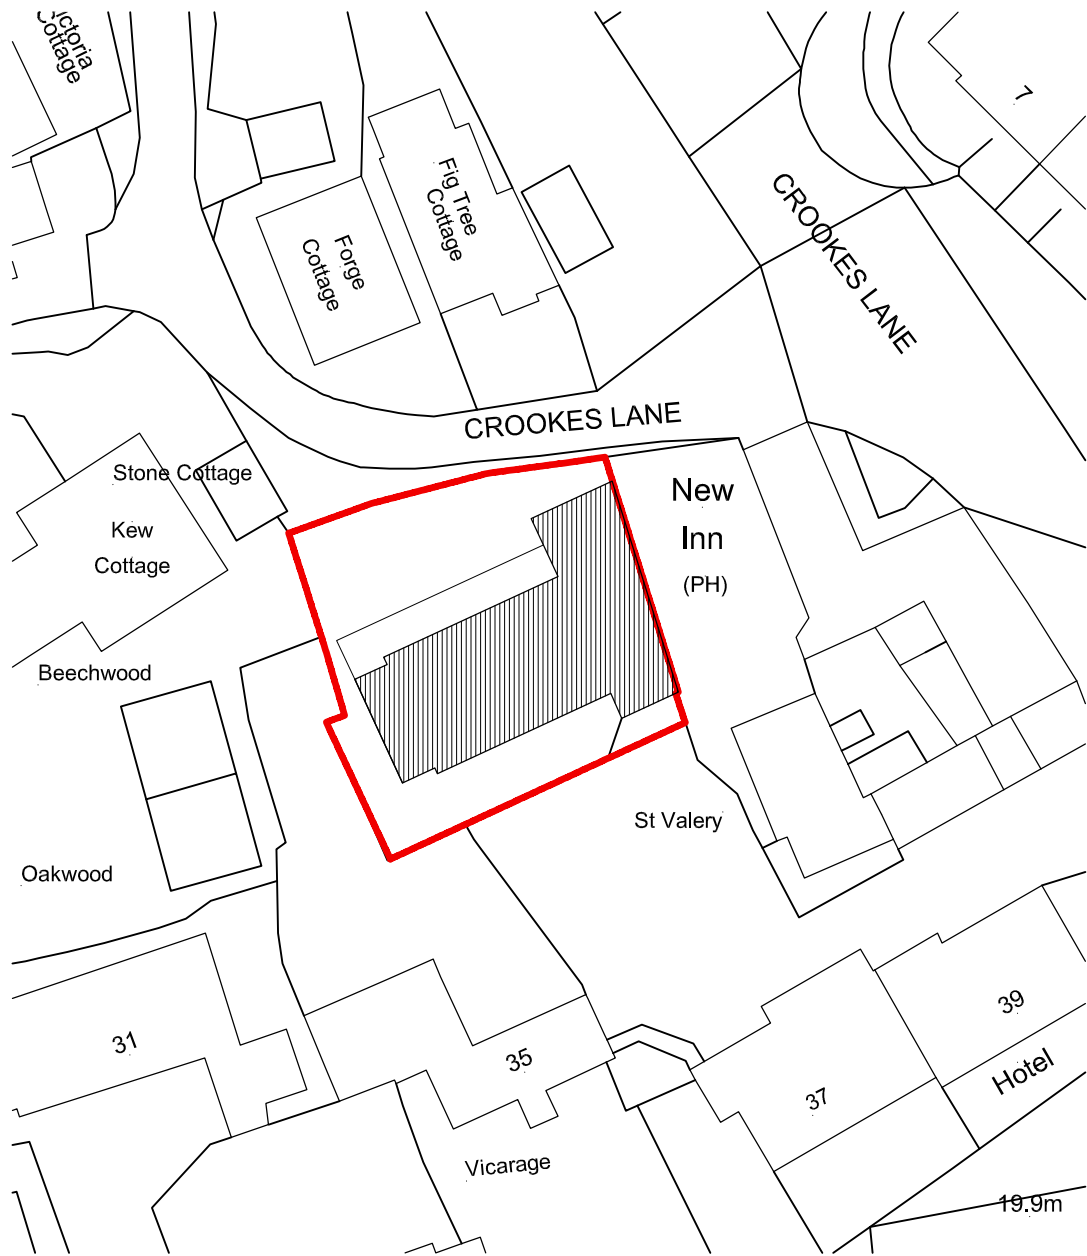 Victoria
Cottage
7
Fig Tree
Cottage
Forge
Cottage
CROOKES LANE
CROOKES LANE
Stone Cottage
New
Inn
(PH)
Kew
Cottage
Beechwood
St Valery
Oakwood
31
35
37
39
Hotel
Vicarage
19.9m